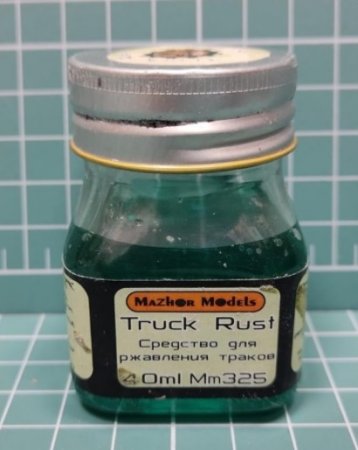 Mazhor Models
Truck Rust
Средство для
ржавления траков
40ml Mm325